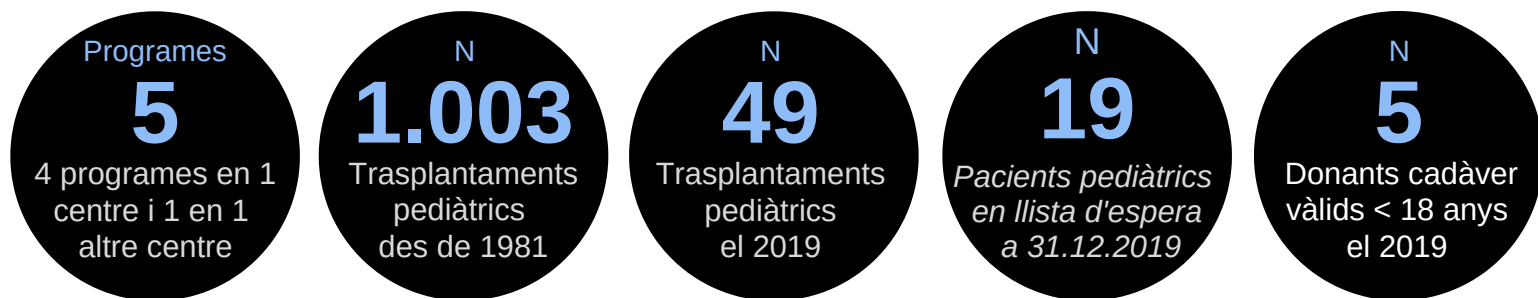 Programes
5
4 programes en 1
centre i 1 en 1
altre centre
N
1.003
Trasplantaments
pediàtrics
des de 1981
N
49
Trasplantaments
pediàtrics
el 2019
N
19
Pacients pediàtrics
en llista d'espera
a 31.12.2019
N
5
Donants cadàver
vàlids < 18 anys
el 2019